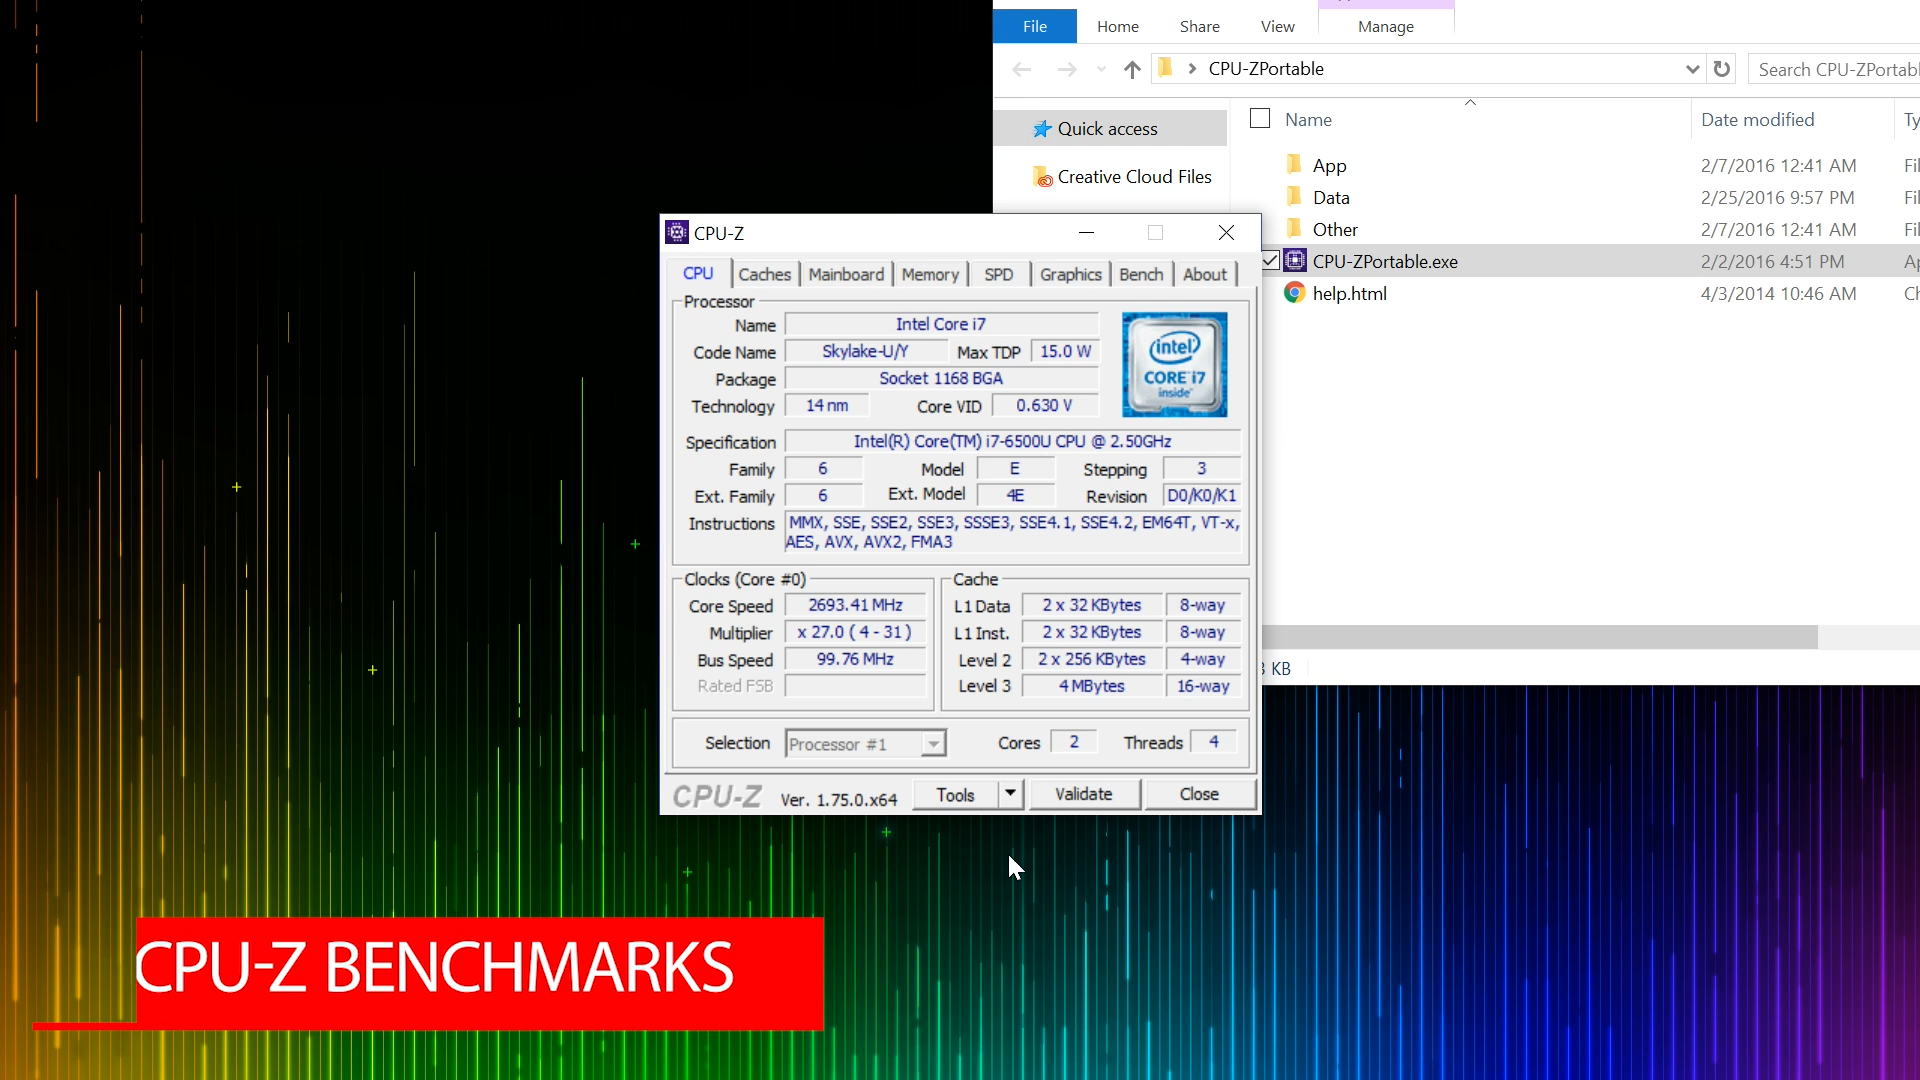 File Home Share View Manage
CPU-ZPortable
Search CPU-ZPortabl
Quick access
Creative Cloud Files
Name Date modified Ty
App 2/7/2016 12:41 AM Fil
Data 2/25/2016 9:57 PM Fil
Other 2/7/2016 12:41 AM Fil
CPU-ZPortable.exe 2/2/2016 4:51 PM Ap
help.html 4/3/2014 10:46 AM Ch
KB
CPU-Z
CPU Caches Mainboard Memory SPD Graphics Bench About
Processor
Name Intel Core i7
Code Name Skylake-U/Y Max TDP 15.0 W
Package Socket 1168 BGA
Technology 14 nm Core VID 0.630 V
intel
CORE i7
inside
Specification Intel(R) Core(TM) i7-6500U CPU @ 2.50GHz
Family 6 Model E Stepping 3
Ext. Family 6 Ext. Model 4E Revision D0/K0/K1
Instructions MMX, SSE, SSE2, SSE3, SSSE3, SSE4.1, SSE4.2, EM64T, VT-x,
AES, AVX, AVX2, FMA3
Clocks (Core #0)
Core Speed 2693.41 MHz
Multiplier x 27.0 ( 4 - 31 )
Bus Speed 99.76 MHz
Rated FSB
Cache
L1 Data 2 x 32 KBytes 8-way
L1 Inst. 2 x 32 KBytes 8-way
Level 2 2 x 256 KBytes 4-way
Level 3 4 MBytes 16-way
Selection Processor #1 Cores 2 Threads 4
CPU-Z Ver. 1.75.0.x64 Tools Validate Close
CPU-Z BENCHMARKS